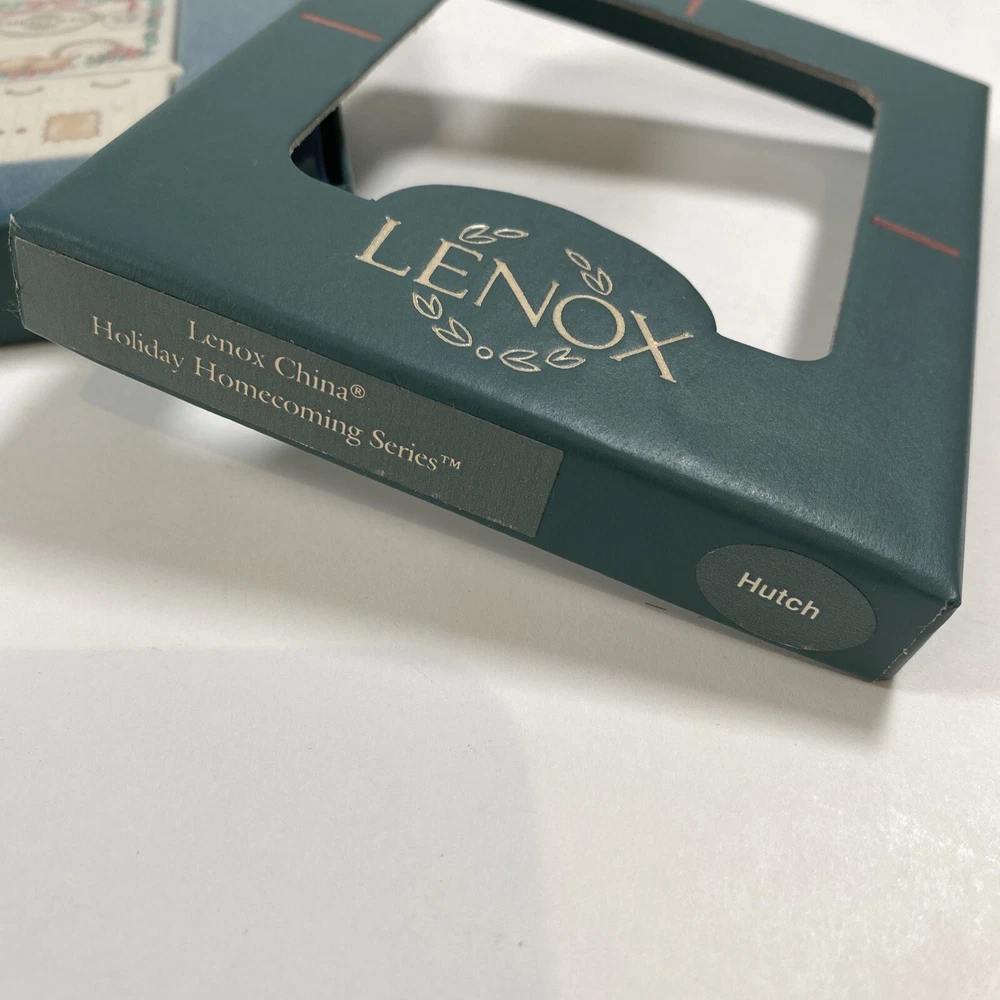 LENOX
Lenox China®
Holiday Homecoming Series™
Hutch